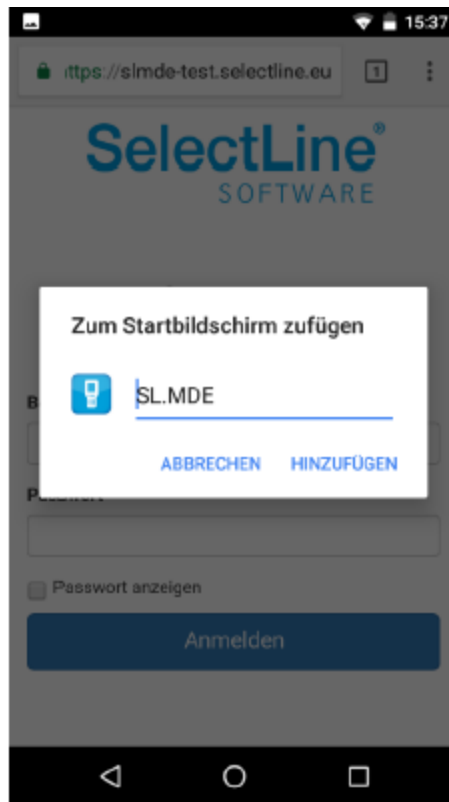 15:37
ttps://slmde-test.selectline.eu 1
SelectLine®
SOFTWARE
Zum Startbildschirm zufügen
SL.MDE
ABBRECHEN HINZUFÜGEN
Passwort anzeigen
Anmelden